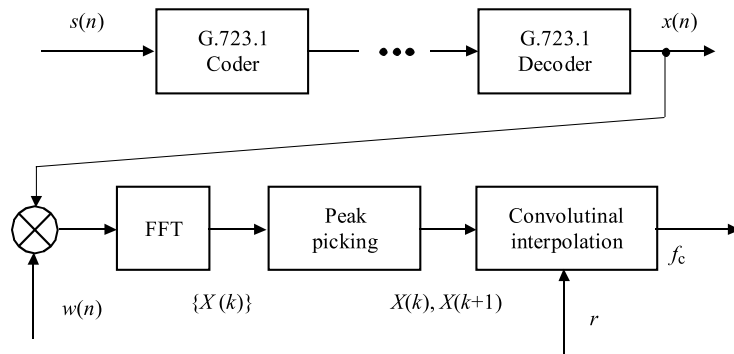 s(n)
G.723.1
Coder
•••
G.723.1
Decoder
x(n)
FFT
Peak
picking
Convolutinal
interpolation
f_c
w(n)
{X (k)}
X(k), X(k+1)
r